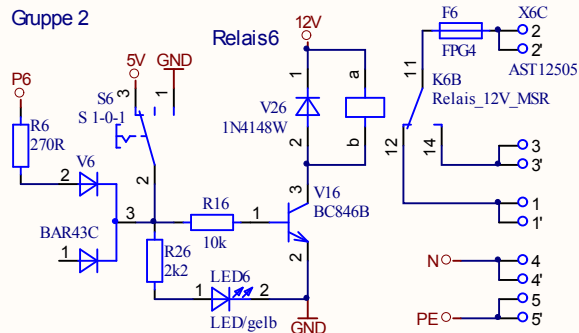 Gruppe 2
Relais6
12V
F6
X6C
2
2'
FPG4
AST12505
5V
GND
P6
3
1
S6
S 1-0-1
1
a
11
K6B
Relais_12V_MSR
V26
1N4148W
R6
270R
2
b
12
14
3
3'
V6
2
2
3
V16
BC846B
R16
1
10k
3
1
1'
BAR43C
1
R26
2k2
2
N
4
4'
LED6
1
2
LED/gelb
GND
PE
5
5'